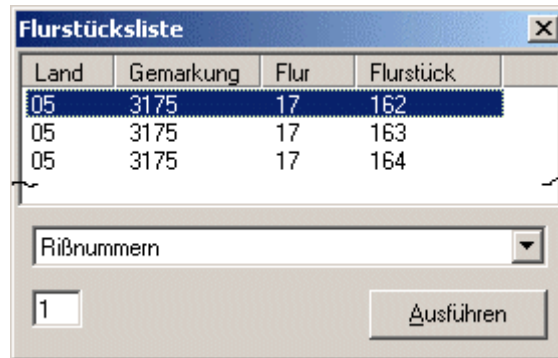 Flurstücksliste
Land Gemarkung Flur Flurstück
05 3175 17 162
05 3175 17 163
05 3175 17 164
Rißnummern
1 Ausführen